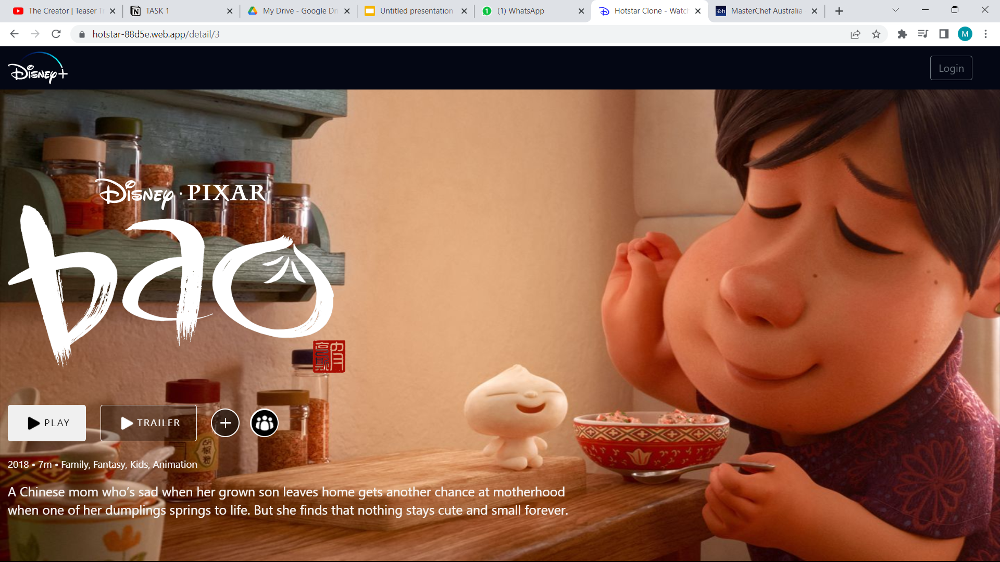 The Creator | Teaser Tr
TASK 1
My Drive - Google Dri
Untitled presentation
(1) WhatsApp
Hotstar Clone - Watch
MasterChef Australia
hotstar-88d5e.web.app/detail/3
M
Disney+
Login
Disney · PIXAR
bao
PLAY
TRAILER
2018 • 7m • Family, Fantasy, Kids, Animation
A Chinese mom who's sad when her grown son leaves home gets another chance at motherhood
when one of her dumplings springs to life. But she finds that nothing stays cute and small forever.